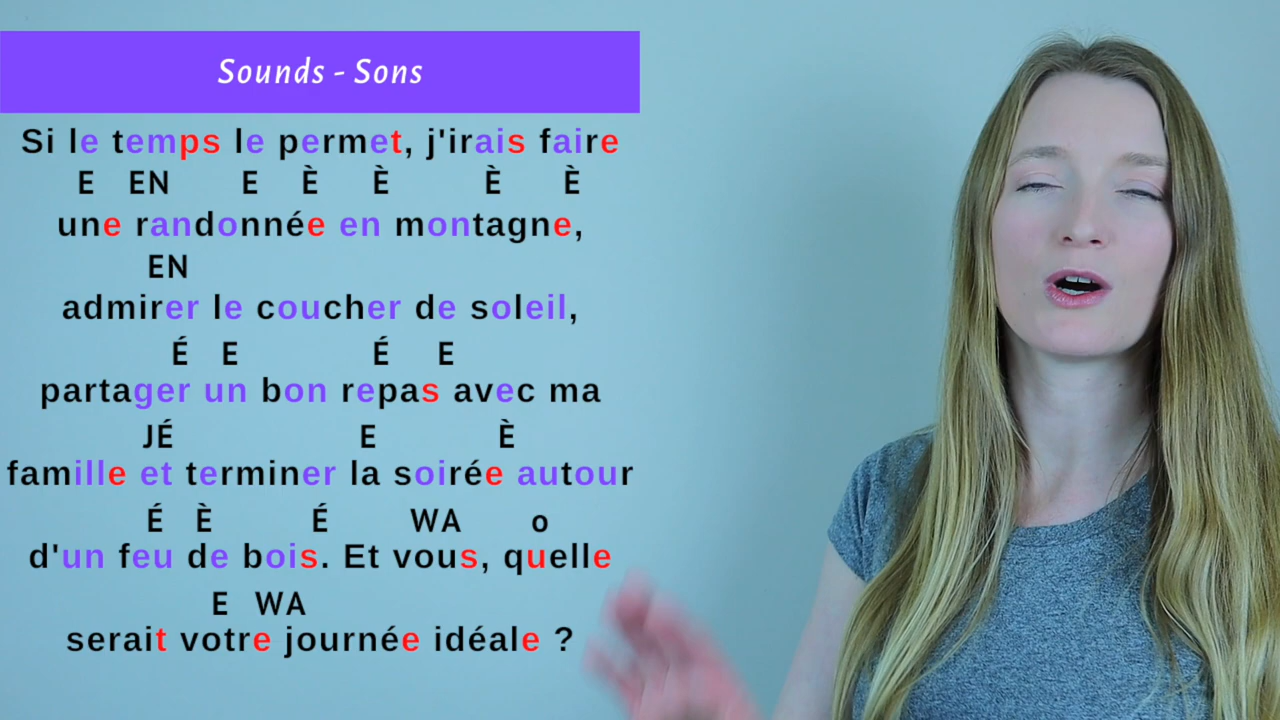 Sounds - Sons
Si le temps le permet, j'irais faire
E EN E È È È È
une randonnée en montagne,
EN
admirer le coucher de soleil,
É E É E
partager un bon repas avec ma
JÉ E È
famille et terminer la soirée autour
É È É WA o
d'un feu de bois. Et vous, quelle
E WA
serait votre journée idéale ?